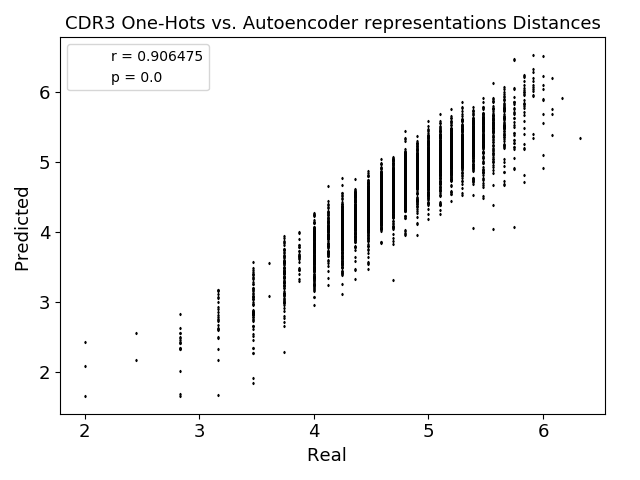 CDR3 One-Hots vs. Autoencoder representations Distances
r = 0.906475
p = 0.0
6
5
4
3
2
Predicted
2 3 4 5 6
Real